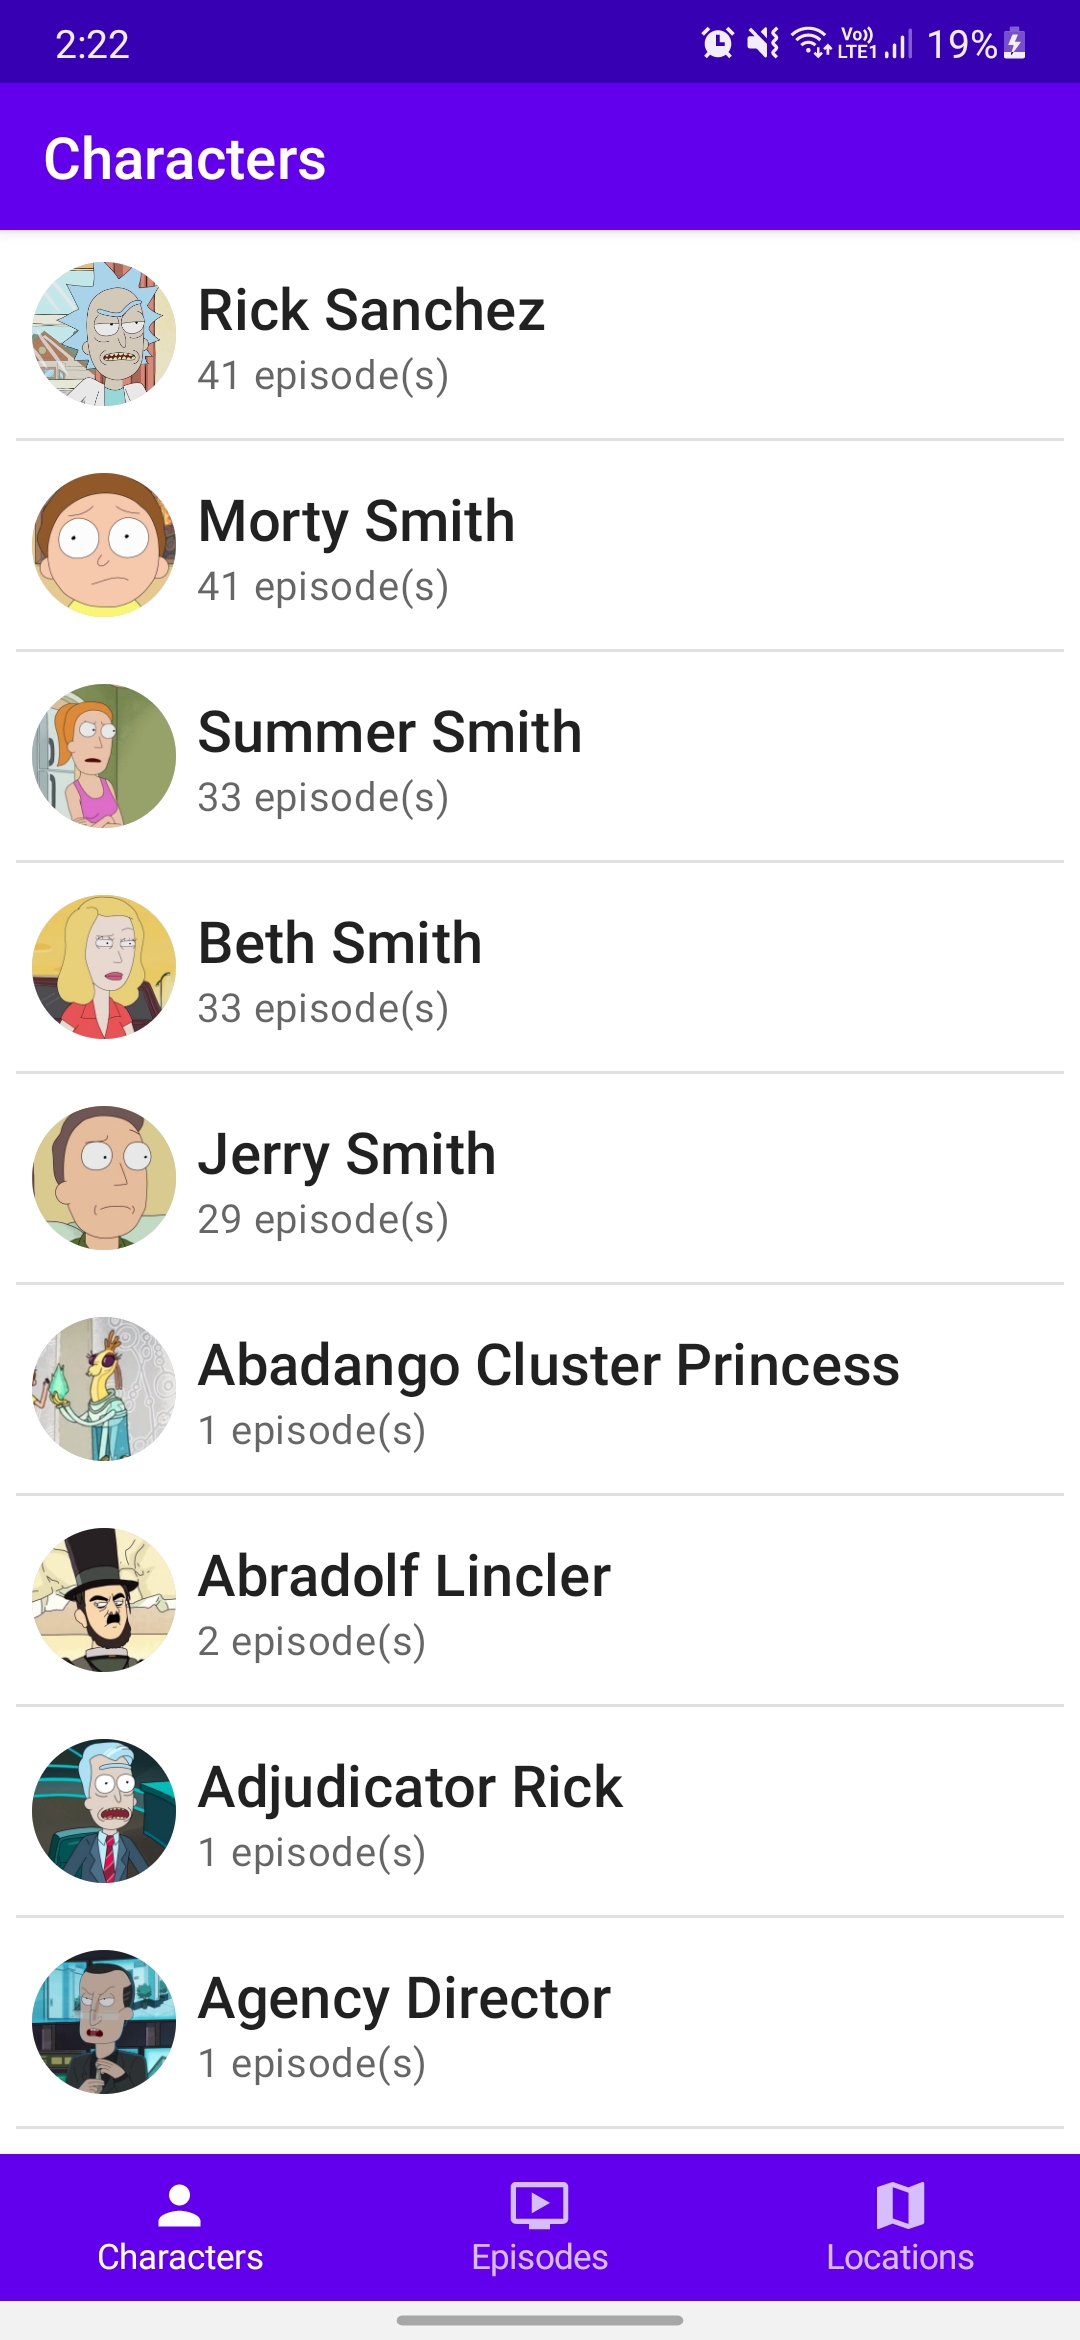 2:22
Vo)) LTE1 19%
Characters
Rick Sanchez
41 episode(s)
Morty Smith
41 episode(s)
Summer Smith
33 episode(s)
Beth Smith
33 episode(s)
Jerry Smith
29 episode(s)
Abadango Cluster Princess
1 episode(s)
Abradolf Lincler
2 episode(s)
Adjudicator Rick
1 episode(s)
Agency Director
1 episode(s)
Characters
Episodes
Locations